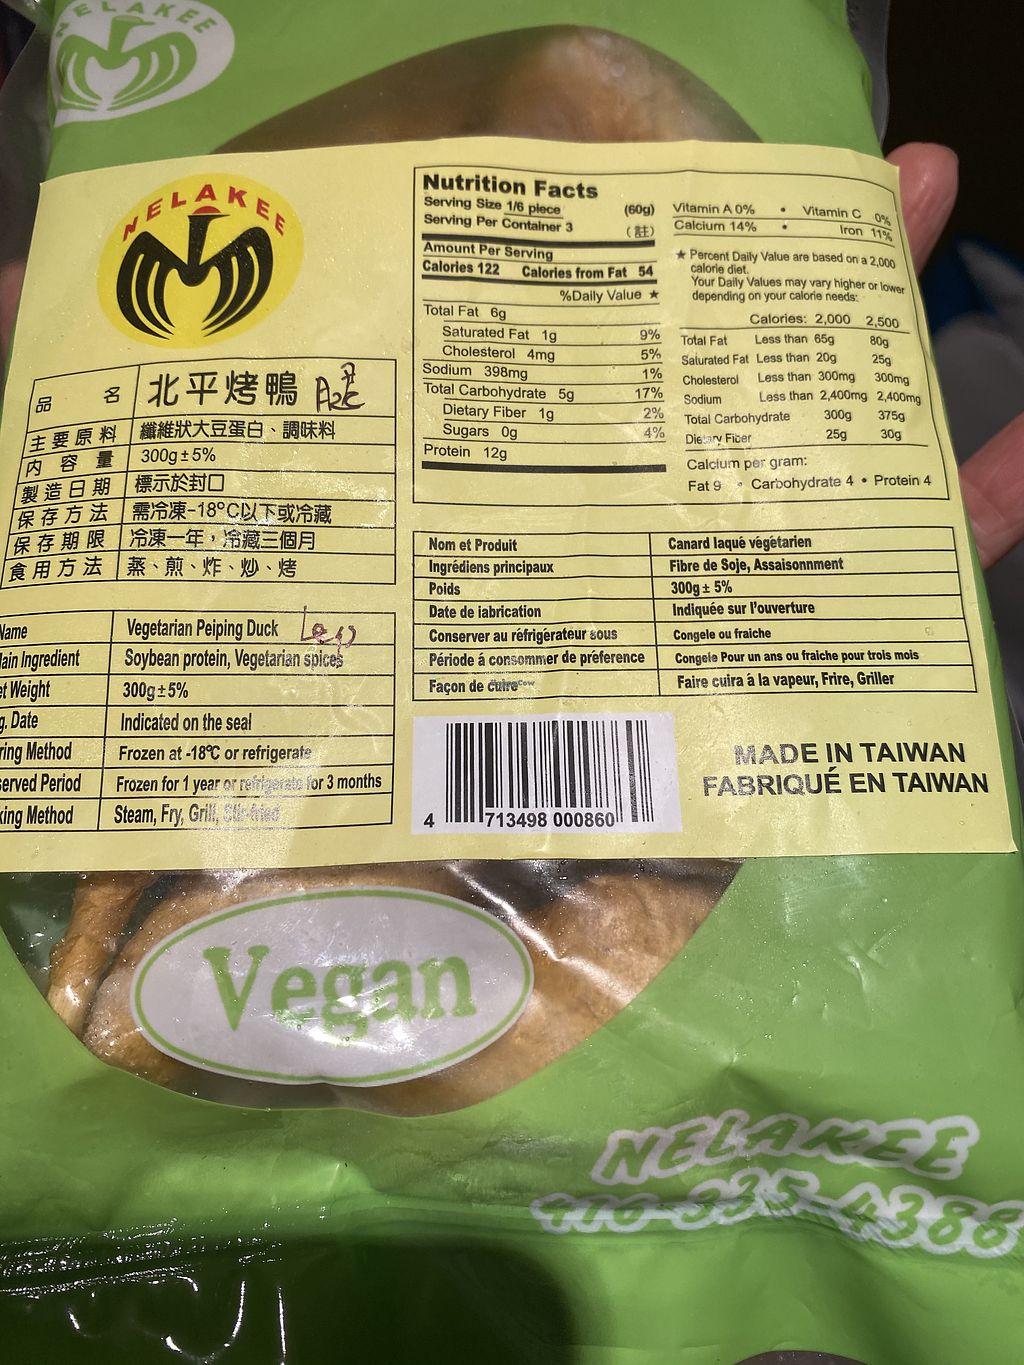 NELAKEE
NELAKEE
品名 北平烤鴨
主要原料 纖維狀大豆蛋白、調味料
內容量 300g±5%
製造日期 標示於封口
保存方法 需冷凍-18°C以下或冷藏
保存期限 冷凍一年,冷藏三個月
食用方法 蒸、煎、炸、炒、烤
Name Vegetarian Peiping Duck Leg
ain Ingredient Soybean protein, Vegetarian spices
et Weight 300g±5%
g. Date Indicated on the seal
ring Method Frozen at -18°C or refrigerate
served Period Frozen for 1 year or refrigerate for 3 months
king Method Steam, Fry, Grill, Stir-fried
Nutrition Facts
Serving Size 1/6 piece (60g)
Serving Per Container 3 (註)
Amount Per Serving
Calories 122 Calories from Fat 54
%Daily Value ★
Total Fat 6g
Saturated Fat 1g 9%
Cholesterol 4mg 5%
Sodium 398mg 1%
Total Carbohydrate 5g 17%
Dietary Fiber 1g 2%
Sugars 0g 4%
Protein 12g
Vitamin A 0% • Vitamin C 0%
Calcium 14% • Iron 11%
★ Percent Daily Value are based on a 2,000
calorie diet.
Your Daily Values may vary higher or lower
depending on your calorie needs:
Calories: 2,000 2,500
Total Fat Less than 65g 80g
Saturated Fat Less than 20g 25g
Cholesterol Less than 300mg 300mg
Sodium Less than 2,400mg 2,400mg
Total Carbohydrate 300g 375g
Dietary Fiber 25g 30g
Calcium per gram:
Fat 9 • Carbohydrate 4 • Protein 4
Nom et Produit Canard laqué végétarien
Ingrédiens principaux Fibre de Soje, Assaisonnment
Poids 300g± 5%
Date de iabrication Indiquée sur l'ouverture
Conserver au réfrigérateur sous Congele ou fraiche
Période á consommer de préference Congele Pour un ans ou fraiche pour trois mois
Façon de cuire Faire cuira á la vapeur, Frire, Griller
HappyCow
4 713498 000860
MADE IN TAIWAN
FABRIQUÉ EN TAIWAN
Vegan
NELAKEE
416-335-4388